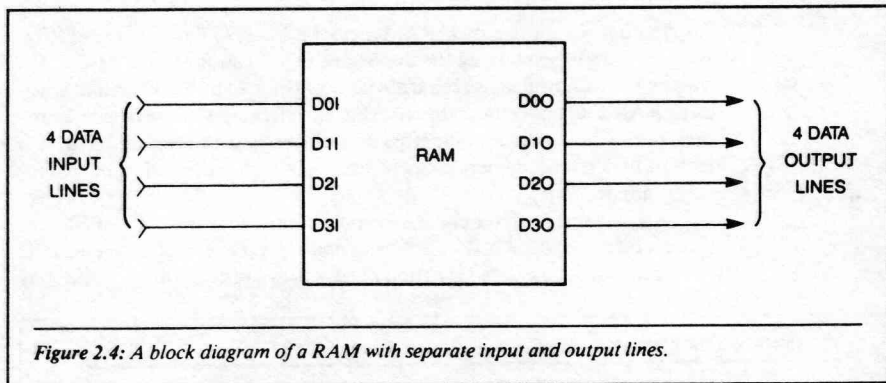 4 DATA
INPUT
LINES
D0I
D1I
D2I
D3I
RAM
D0O
D1O
D2O
D3O
4 DATA
OUTPUT
LINES
Figure 2.4: A block diagram of a RAM with separate input and output lines.